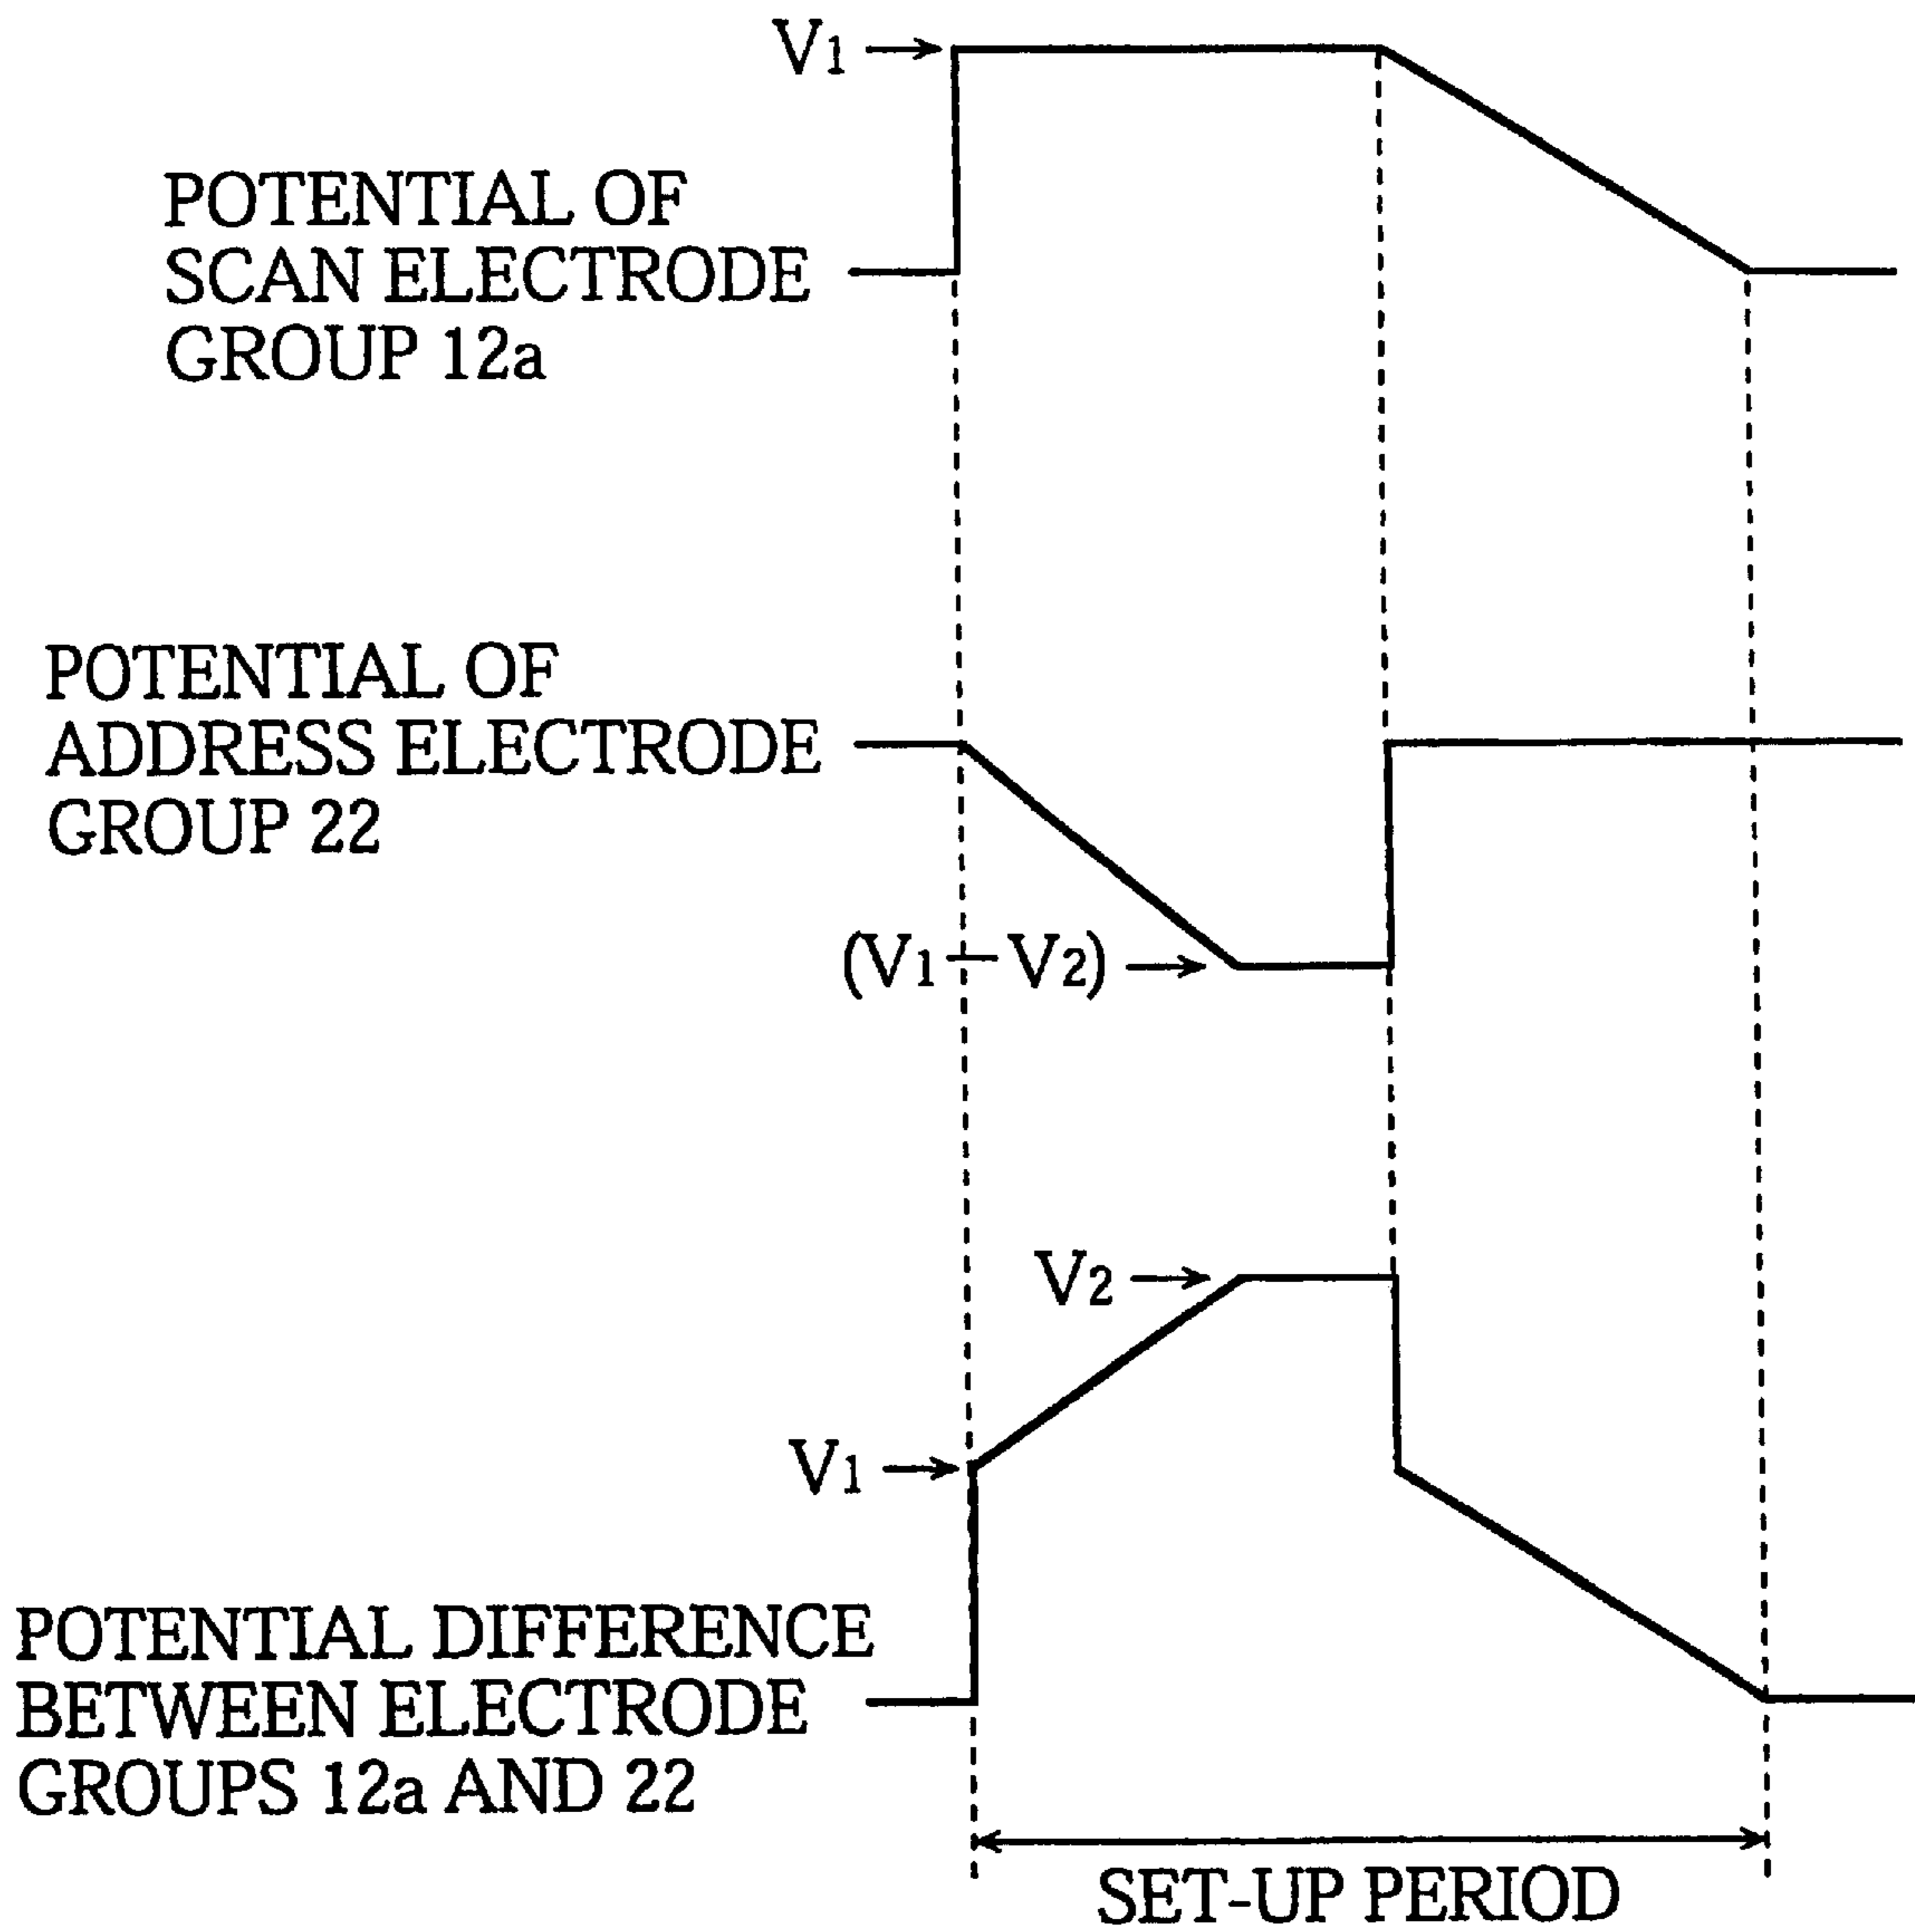 V1
POTENTIAL OF
SCAN ELECTRODE
GROUP 12a
POTENTIAL OF
ADDRESS ELECTRODE
GROUP 22
(V1 — V2)
V2
V1
POTENTIAL DIFFERENCE
BETWEEN ELECTRODE
GROUPS 12a AND 22
SET-UP PERIOD